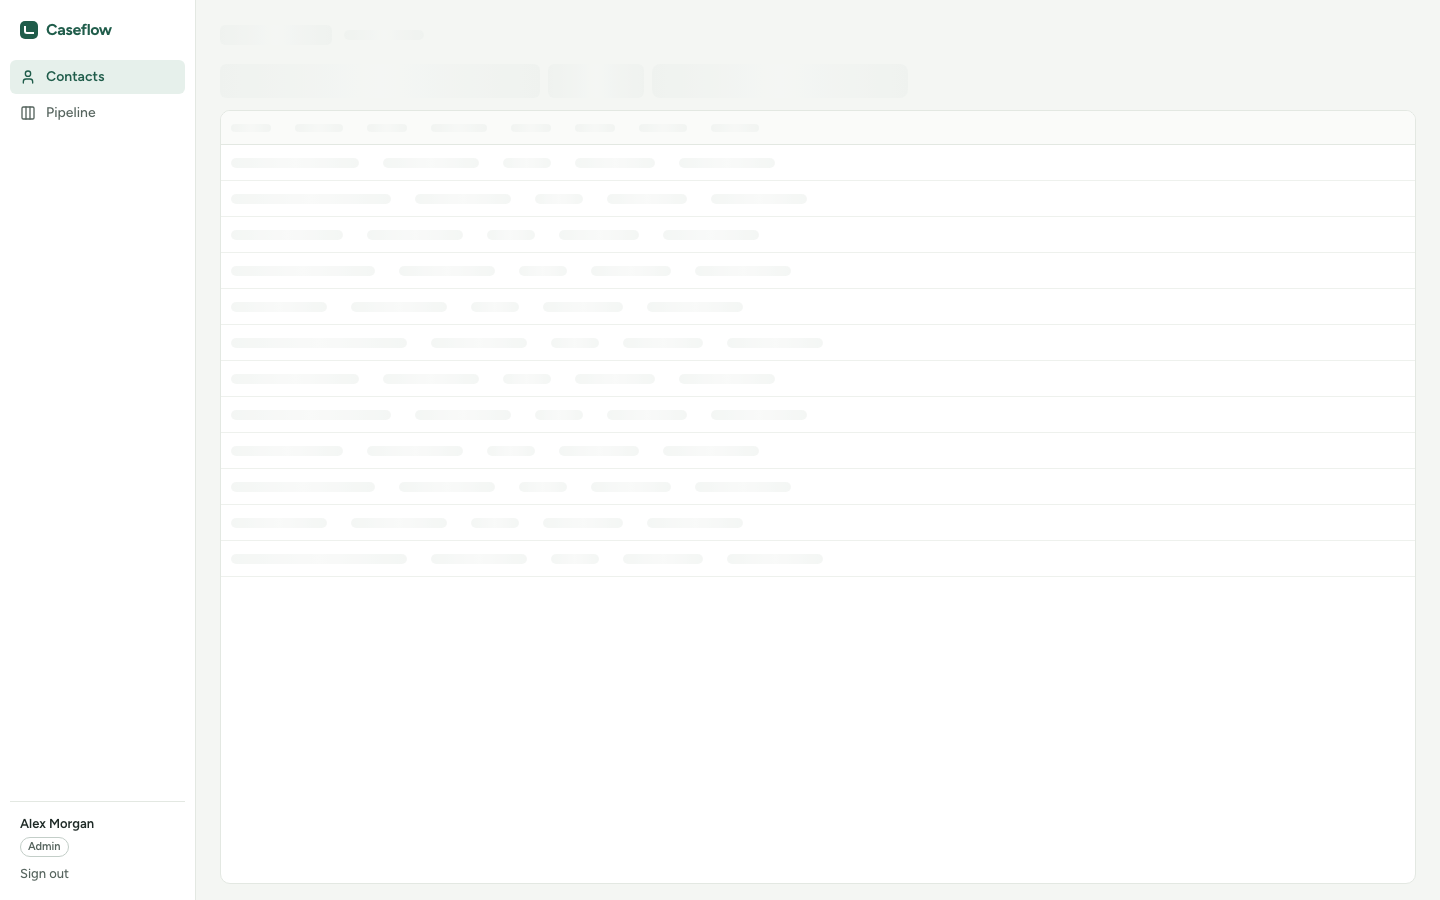 Caseflow
Contacts
Pipeline
Alex Morgan
Admin
Sign out